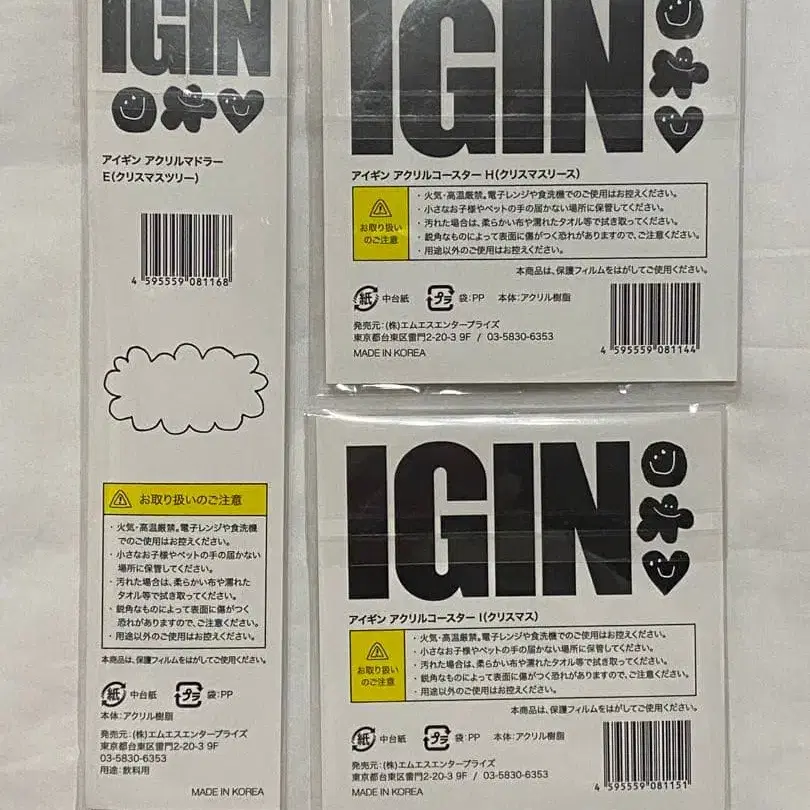 IGIN
アイギン アクリルマドラー
E(クリスマスツリー)
4 595559 081168
お取り扱いのご注意
・火気・高温厳禁。電子レンジや食洗機
でのご使用はお控えください。
・小さなお子様やペットの手の届かない
場所に保管してください。
・汚れた場合は、柔らかい布や濡れた
タオル等で拭き取ってください。
・鋭角なものによって表面に傷がつく
恐れがありますので、ご注意ください。
・用途以外のご使用はお控えください。
本商品は、保護フィルムをはがしてご使用ください。
紙 中台紙 プラ 袋:PP
本体:アクリル樹脂
発売元:(株)エムエスエンタープライズ
東京都台東区雷門2-20-3 9F
03-5830-6353
用途:飲料用
MADE IN KOREA
IGIN
アイギン アクリルコースター H(クリスマスリース)
お取り扱い
のご注意
・火気・高温厳禁。電子レンジや食洗機でのご使用はお控えください。
・小さなお子様やペットの手の届かない場所に保管してください。
・汚れた場合は、柔らかい布や濡れたタオル等で拭き取ってください。
・鋭角なものによって表面に傷がつく恐れがありますので、ご注意ください。
・用途以外のご使用はお控えください。
本商品は、保護フィルムをはがしてご使用ください。
紙 中台紙 プラ 袋:PP 本体:アクリル樹脂
発売元:(株)エムエスエンタープライズ
東京都台東区雷門2-20-3 9F / 03-5830-6353
MADE IN KOREA
4 595559 081144
IGIN
アイギン アクリルコースター I(クリスマス)
お取り扱い
のご注意
・火気・高温厳禁。電子レンジや食洗機でのご使用はお控えください。
・小さなお子様やペットの手の届かない場所に保管してください。
・汚れた場合は、柔らかい布や濡れたタオル等で拭き取ってください。
・鋭角なものによって表面に傷がつく恐れがありますので、ご注意ください。
・用途以外のご使用はお控えください。
本商品は、保護フィルムをはがしてご使用ください。
紙 中台紙 プラ 袋:PP 本体:アクリル樹脂
発売元:(株)エムエスエンタープライズ
東京都台東区雷門2-20-3 9F / 03-5830-6353
MADE IN KOREA
4 595559 081151